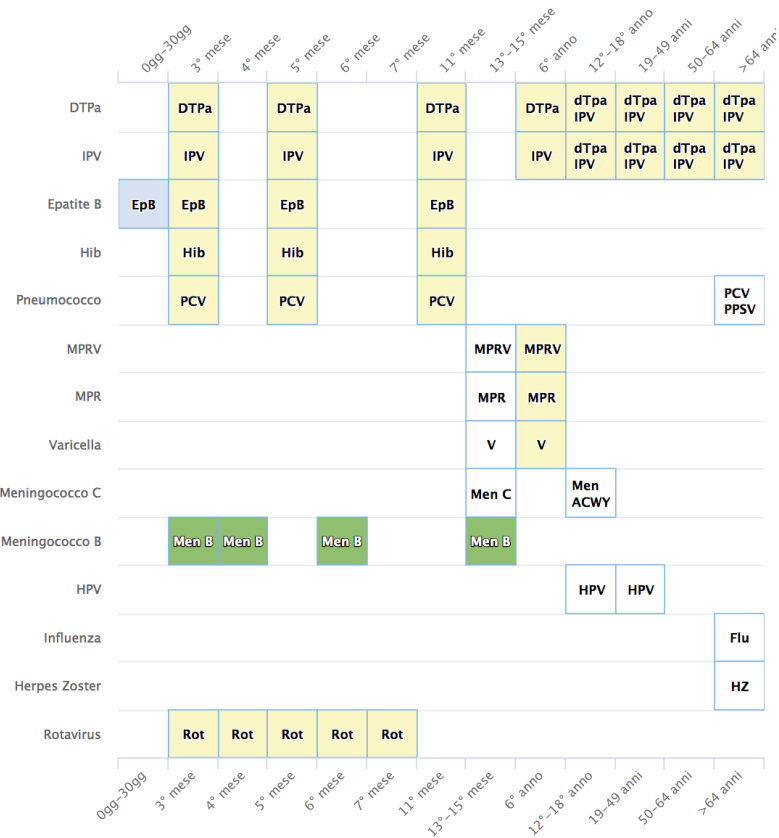 0gg-30gg 3° mese 4° mese 5° mese 6° mese 7° mese 11° mese 13°-15° mese 6° anno 12°-18° anno 19-49 anni 50-64 anni >64 anni
DTPa DTPa DTPa DTPa DTPa dTpa IPV dTpa IPV dTpa IPV dTpa IPV
IPV IPV IPV IPV IPV dTpa IPV dTpa IPV dTpa IPV dTpa IPV
Epatite B EpB EpB EpB EpB
Hib Hib Hib Hib
Pneumococco PCV PCV PCV PCV PPSV
MPRV MPRV MPRV
MPR MPR MPR
Varicella V V
Meningococco C Men C Men ACWY
Meningococco B Men B Men B Men B Men B
HPV HPV HPV
Influenza Flu
Herpes Zoster HZ
Rotavirus Rot Rot Rot Rot Rot
0gg-30gg 3° mese 4° mese 5° mese 6° mese 7° mese 11° mese 13°-15° mese 6° anno 12°-18° anno 19-49 anni 50-64 anni >64 anni